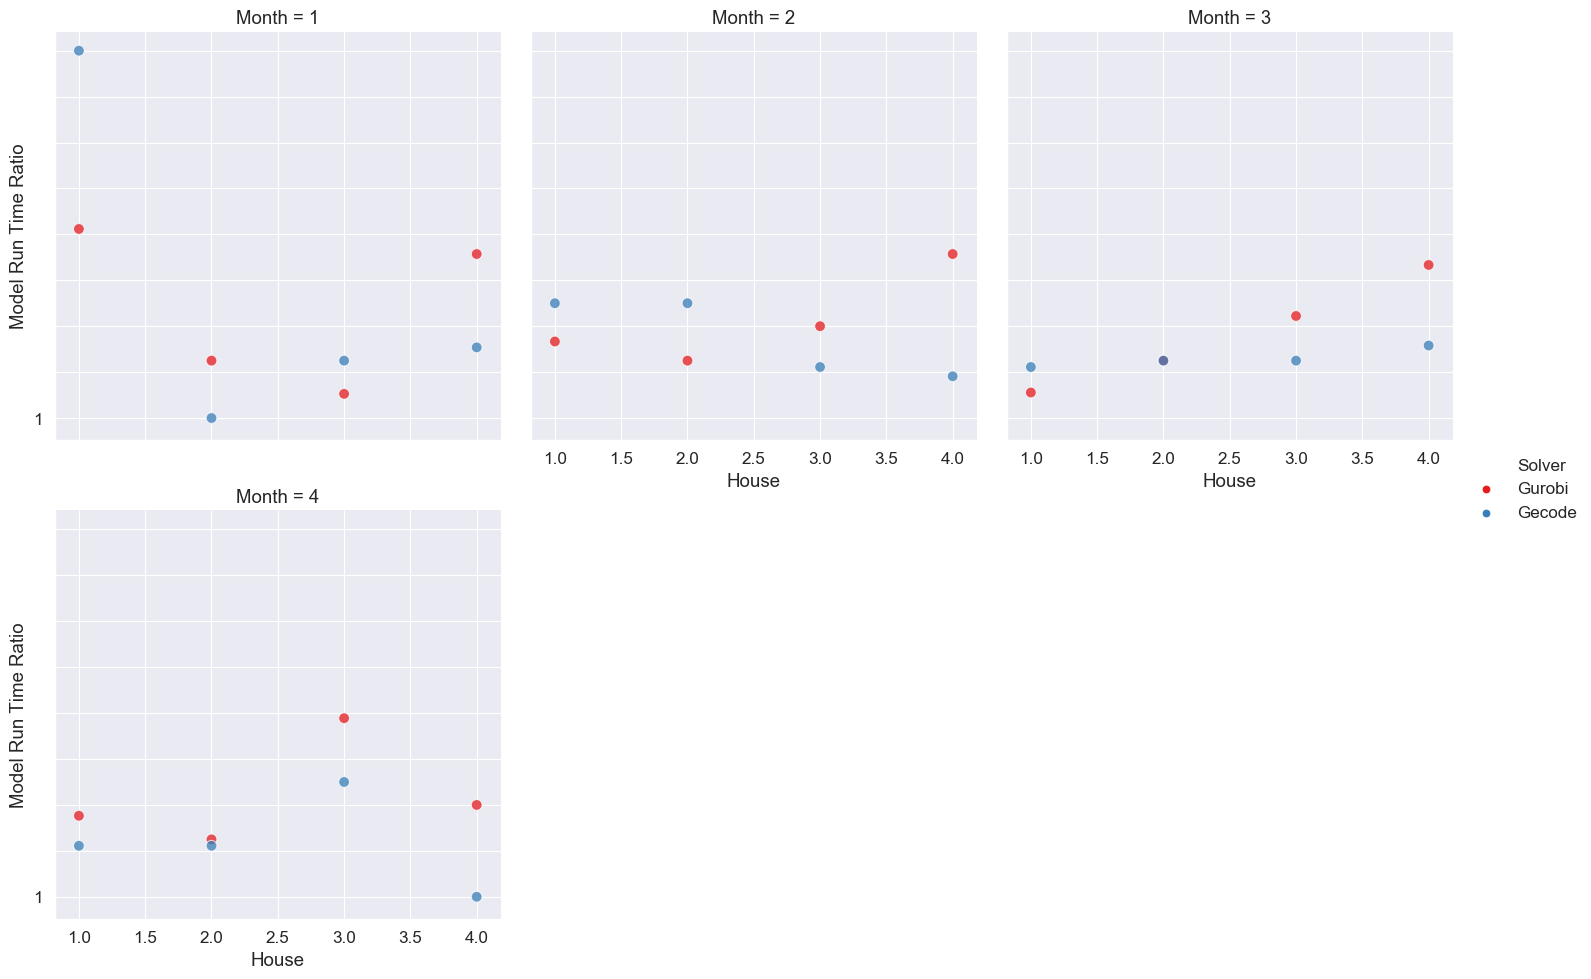 Month = 1
Month = 2
Month = 3
Model Run Time Ratio
1
1.0 1.5 2.0 2.5 3.0 3.5 4.0
House
1.0 1.5 2.0 2.5 3.0 3.5 4.0
House
Solver
Gurobi
Gecode
Month = 4
Model Run Time Ratio
1
1.0 1.5 2.0 2.5 3.0 3.5 4.0
House